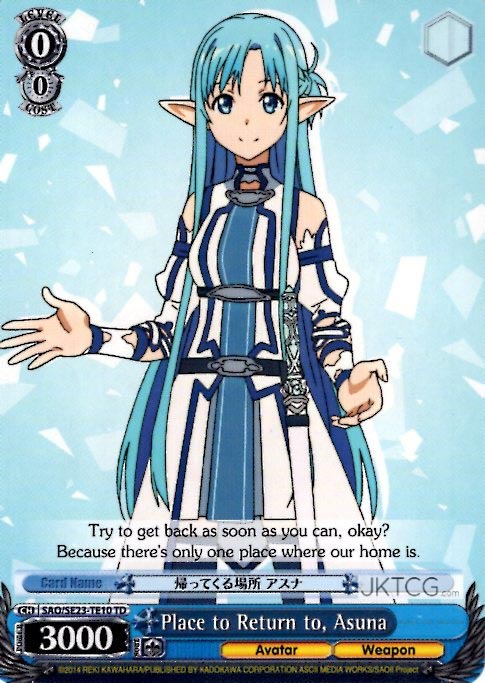 LEVEL
0
0
COST
Try to get back as soon as you can, okay?
Because there's only one place where our home is.
Card Name
帰ってくる場所 アスナ
JKTCG.com
CH SAO/SE23-TE10 TD
Place to Return to, Asuna
POWER
3000
SOUL
Avatar
Weapon
©2014 REKI KAWAHARA/PUBLISHED BY KADOKAWA CORPORATION ASCII MEDIA WORKS/SAOII Project